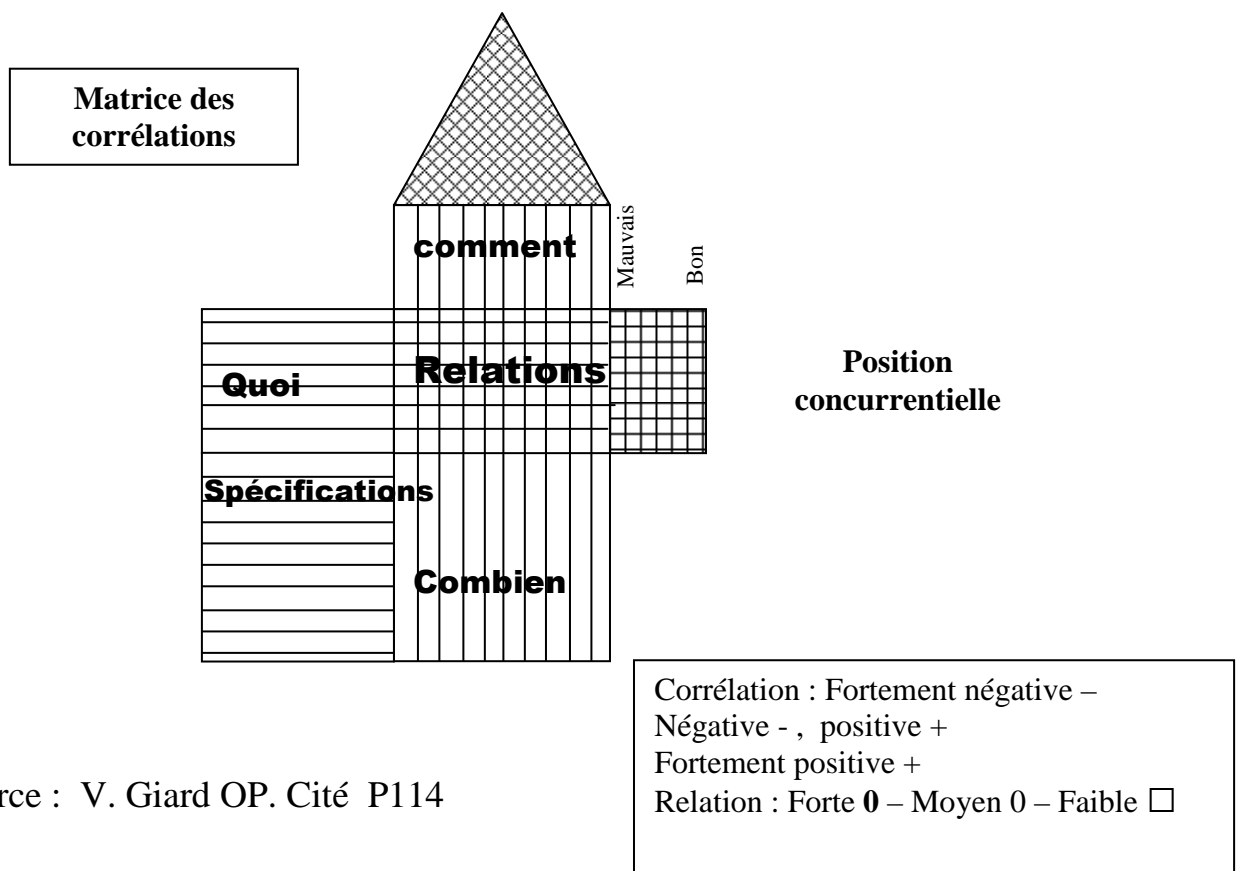 Matrice des
corrélations
comment
Mauvais
Bon
Quoi
Relations
Position
concurrentielle
Spécifications
Combien
Corrélation : Fortement négative –
Négative - , positive +
Fortement positive +
Relation : Forte 0 – Moyen 0 – Faible □
rce : V. Giard OP. Cité P114